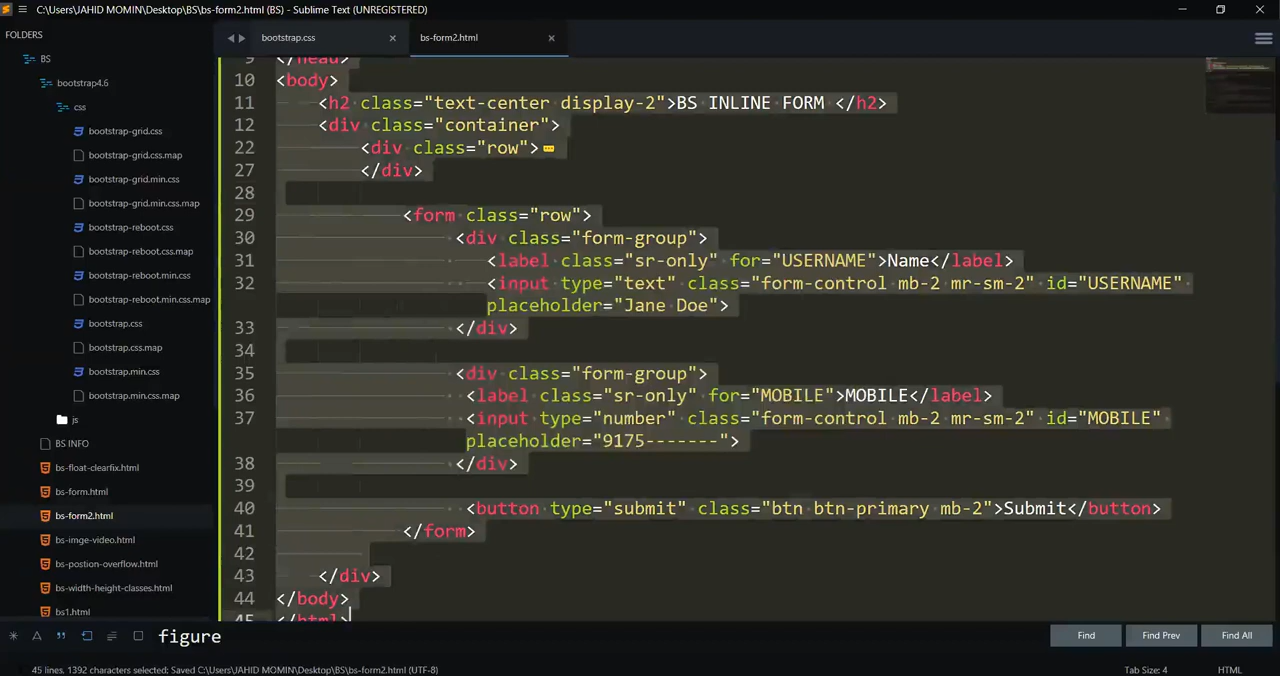 C:\Users\JAHID MOMIN\Desktop\BS\bs-form2.html (BS) - Sublime Text (UNREGISTERED)
FOLDERS
BS
bootstrap4.6
css
bootstrap-grid.css
bootstrap-grid.css.map
bootstrap-grid.min.css
bootstrap-grid.min.css.map
bootstrap-reboot.css
bootstrap-reboot.css.map
bootstrap-reboot.min.css
bootstrap-reboot.min.css.map
bootstrap.css
bootstrap.css.map
bootstrap.min.css
bootstrap.min.css.map
js
BS INFO
bs-float-clearfix.html
bs-form.html
bs-form2.html
bs-imge-video.html
bs-postion-overflow.html
bs-width-height-classes.html
bs1.html
bootstrap.css
bs-form2.html
9 </head>
10 <body>
11 <h2 class="text-center display-2">BS INLINE FORM </h2>
12 <div class="container">
22 <div class="row">
27 </div>
28
29 <form class="row">
30 <div class="form-group">
31 <label class="sr-only" for="USERNAME">Name</label>
32 <input type="text" class="form-control mb-2 mr-sm-2" id="USERNAME"
placeholder="Jane Doe">
33 </div>
34
35 <div class="form-group">
36 <label class="sr-only" for="MOBILE">MOBILE</label>
37 <input type="number" class="form-control mb-2 mr-sm-2" id="MOBILE"
placeholder="9175-------">
38 </div>
39
40 <button type="submit" class="btn btn-primary mb-2">Submit</button>
41 </form>
42
43 </div>
44 </body>
45 </html>
figure
Find
Find Prev
Find All
45 lines, 1392 characters selected; Saved C:\Users\JAHID MOMIN\Desktop\BS\bs-form2.html (UTF-8)
Tab Size: 4
HTML